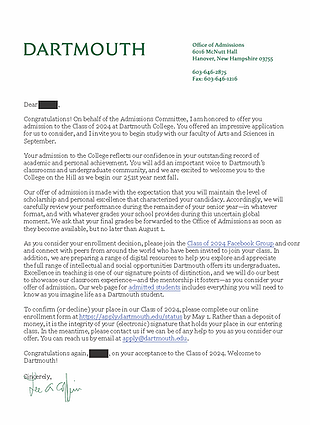 DARTMOUTH
Office of Admissions
6016 McNutt Hall
Hanover, New Hampshire 03755
603-646-2875
Fax: 603-646-1216
Dear ,
Congratulations! On behalf of the Admissions Committee, I am honored to offer you
admission to the Class of 2024 at Dartmouth College. You offered an impressive application
for us to consider, and I invite you to begin study with our faculty of Arts and Sciences in
September.
Your admission to the College reflects our confidence in your outstanding record of
academic and personal achievement. You will add an important voice to Dartmouth's
classrooms and undergraduate community, and we are excited to welcome you to the
College on the Hill as we begin our 251st year next fall.
Our offer of admission is made with the expectation that you will maintain the level of
scholarship and personal excellence that characterized your candidacy. Accordingly, we will
carefully review your performance during the remainder of your senior year—in whatever
format, and with whatever grades your school provides during this uncertain global
moment. We ask that your final grades be forwarded to the Office of Admissions as soon as
they become available, but no later than August 1.
As you consider your enrollment decision, please join the Class of 2024 Facebook Group and con
and connect with peers from around the world who have been invited to join your class. In
addition, we are preparing a range of digital resources to help you explore and appreciate
the full range of intellectual and social opportunities Dartmouth offers its undergraduates.
Excellence in teaching is one of our signature points of distinction, and we will do our best
to showcase our classroom experience—and the mentorship it fosters—as you consider your
offer of admission. Our web page for admitted students includes everything you will need to
know as you imagine life as a Dartmouth student.
To confirm (or decline) your place in our Class of 2024, please complete our online
enrollment form at https://apply.dartmouth.edu/status by May 1. Rather than a deposit of
money, it is the integrity of your (electronic) signature that holds your place in our entering
class. In the meantime, please contact us if we can be of any help to you as you consider our
offer. You can reach us by email at apply@dartmouth.edu.
Congratulations again, , on your acceptance to the Class of 2024. Welcome to
Dartmouth!
Sincerely,
Lee A. Coffin